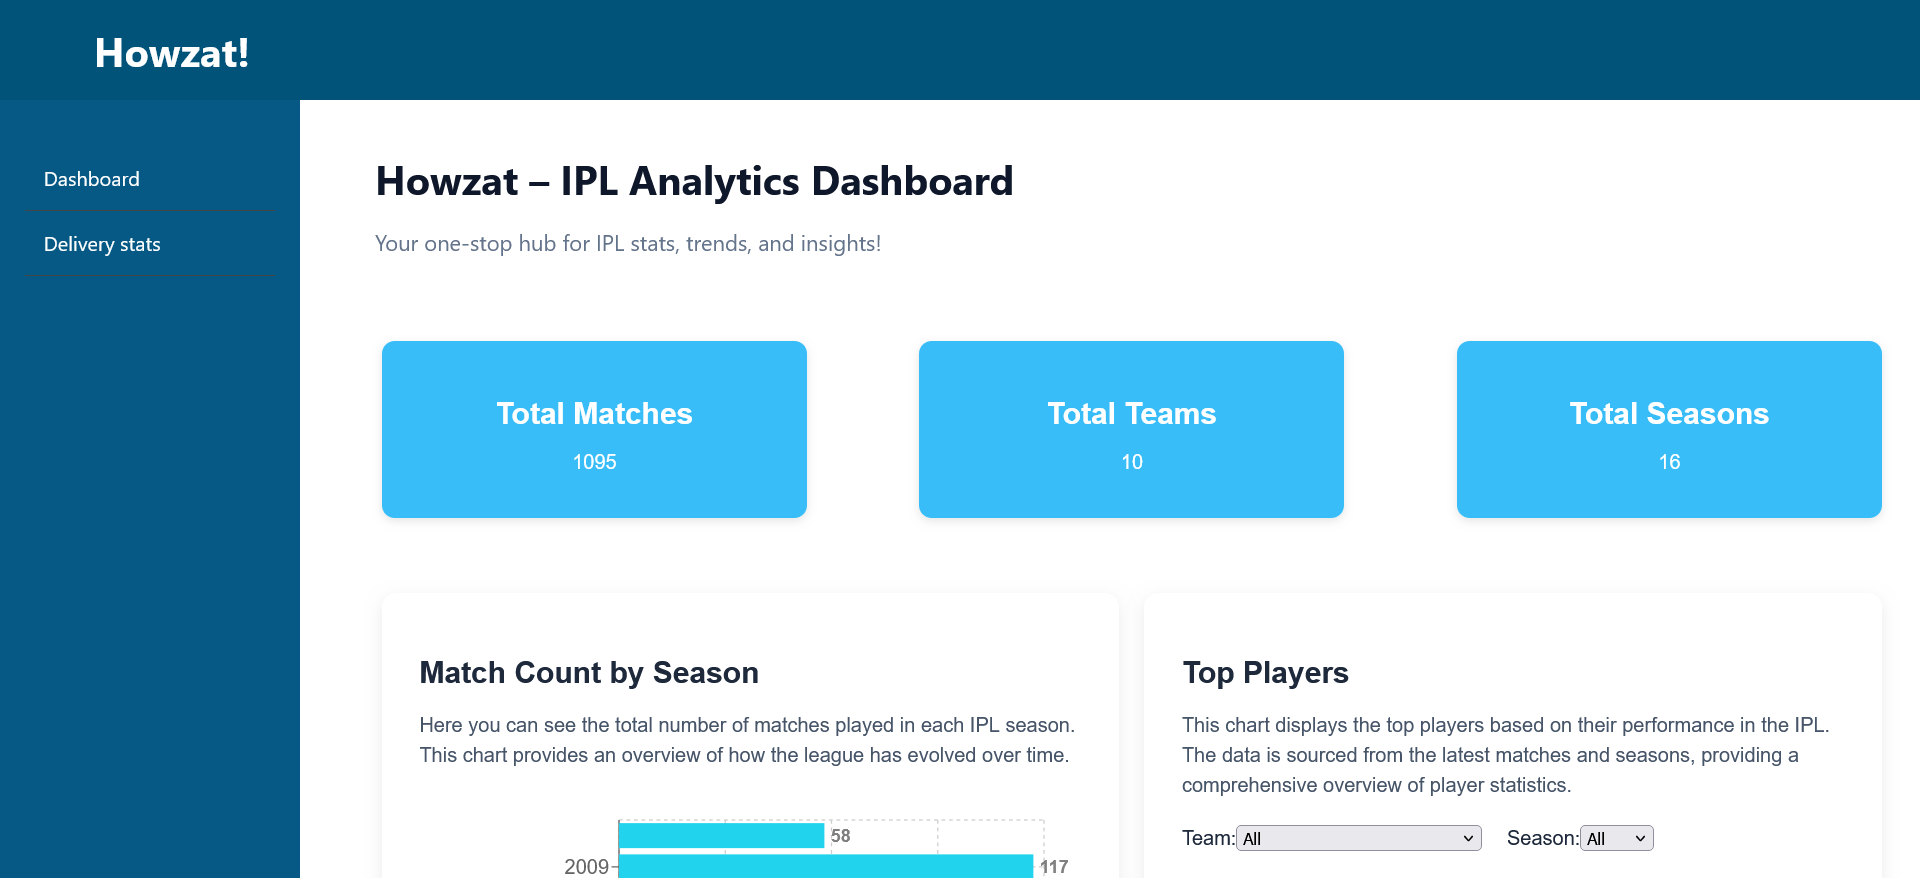 Howzat!
Dashboard
Delivery stats
Howzat – IPL Analytics Dashboard
Your one-stop hub for IPL stats, trends, and insights!
Total Matches
1095
Total Teams
10
Total Seasons
16
Match Count by Season
Here you can see the total number of matches played in each IPL season.
This chart provides an overview of how the league has evolved over time.
58
2009
117
Top Players
This chart displays the top players based on their performance in the IPL.
The data is sourced from the latest matches and seasons, providing a
comprehensive overview of player statistics.
Team: All Season: All